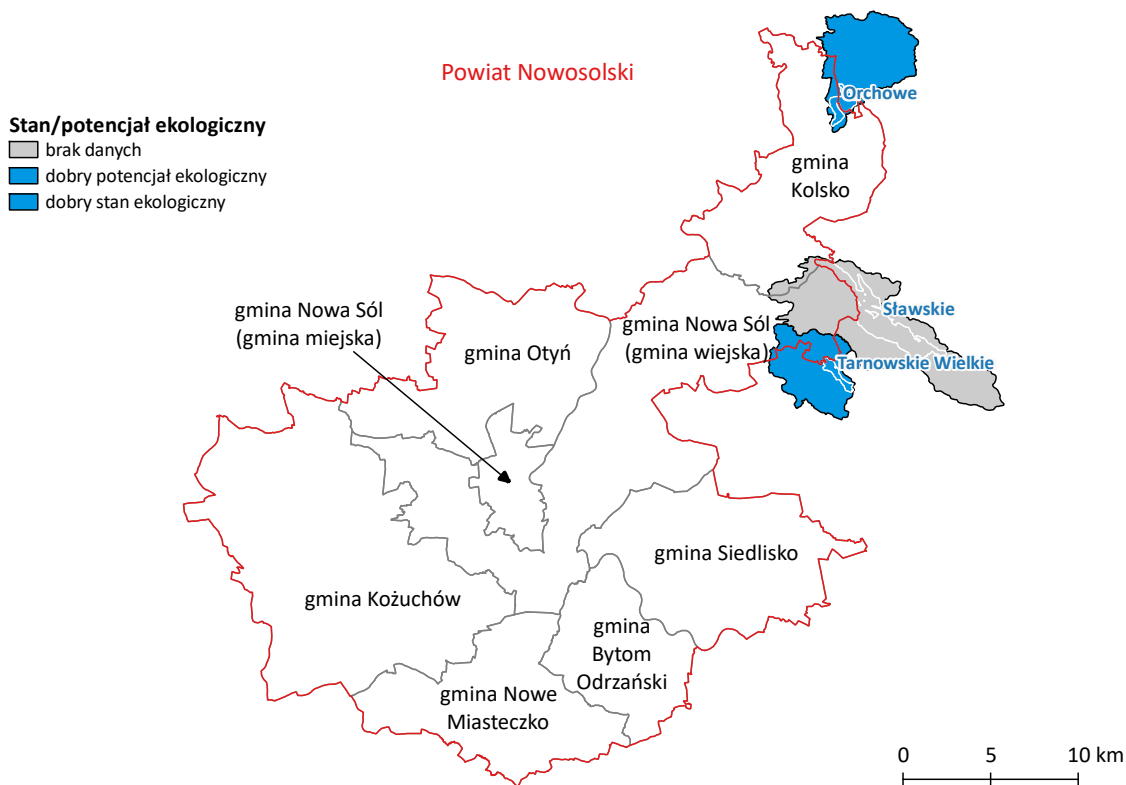 Powiat Nowosolski
Stan/potencjał ekologiczny
brak danych
dobry potencjał ekologiczny
dobry stan ekologiczny
Orchowe
gmina
Kolsko
Sławskie
gmina Nowa Sól
(gmina miejska)
gmina Otyń
gmina Nowa Sól
(gmina wiejska)
Tarnowskie Wielkie
gmina Siedlisko
gmina Kożuchów
gmina
Bytom
Odrzański
gmina Nowe
Miasteczko
0 5 10 km